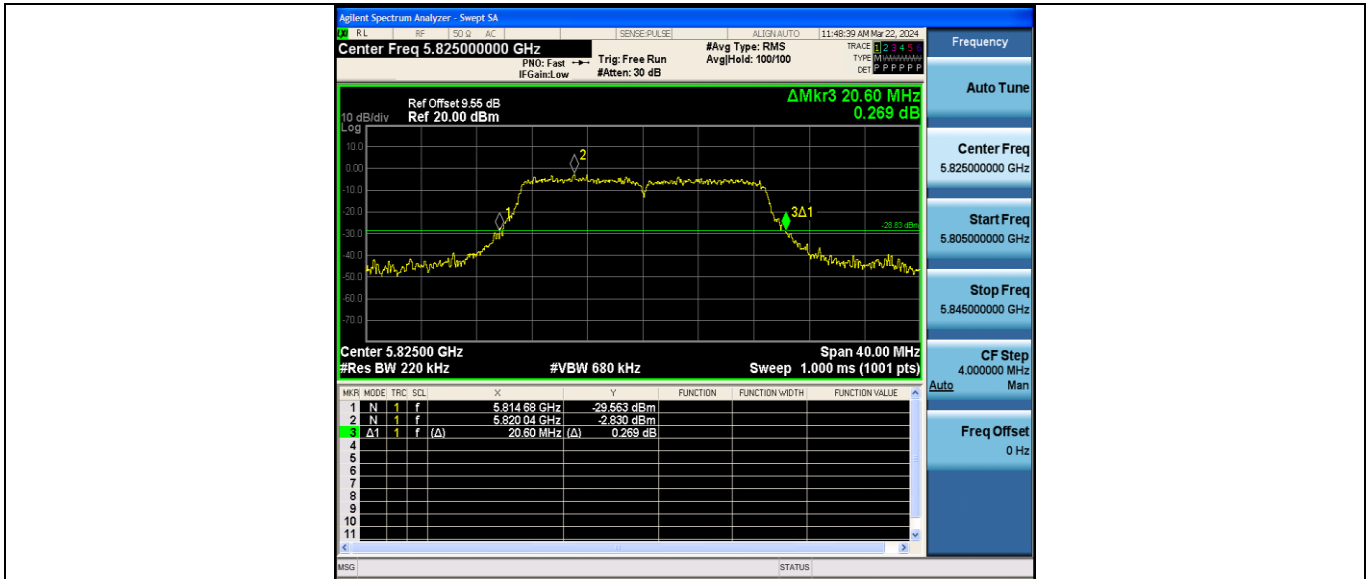 Agilent Spectrum Analyzer - Swept SA
LXI RL RF 50 Ω AC SENSE:PULSE ALIGNAUTO 11:48:39 AM Mar 22, 2024
Center Freq 5.825000000 GHz
PNO: Fast
IFGain:Low
Trig: Free Run
#Atten: 30 dB
#Avg Type: RMS
Avg|Hold: 100/100
TRACE 1 2 3 4 5 6
TYPE M WWWWW
DET P P P P P P
Frequency
Auto Tune
Center Freq
5.825000000 GHz
Start Freq
5.805000000 GHz
Stop Freq
5.845000000 GHz
CF Step
4.000000 MHz
Auto Man
Freq Offset
0 Hz
ΔMkr3 20.60 MHz
0.269 dB
Ref Offset 9.55 dB
10 dB/div Ref 20.00 dBm
Log
10.0
0.00
-10.0
-20.0
-30.0
-40.0
-50.0
-60.0
-70.0
1
2
3Δ1
-28.83 dBm
Center 5.82500 GHz Span 40.00 MHz
#Res BW 220 kHz #VBW 680 kHz Sweep 1.000 ms (1001 pts)
MKR MODE TRC SCL X Y FUNCTION FUNCTION WIDTH FUNCTION VALUE
1 N 1 f 5.814 68 GHz -29.563 dBm
2 N 1 f 5.820 04 GHz -2.830 dBm
3 Δ1 1 f (Δ) 20.60 MHz (Δ) 0.269 dB
4
5
6
7
8
9
10
11
MSG STATUS